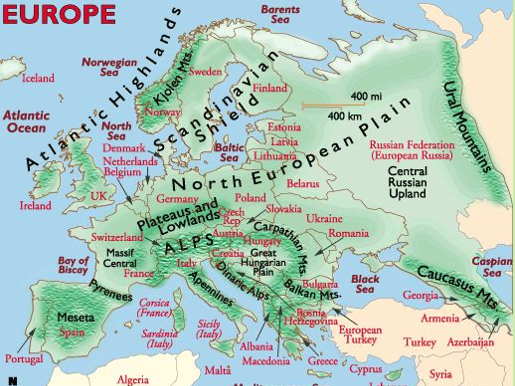 EUROPE
Barents
Sea
Iceland
Norwegian
Sea
Atlantic Highlands
Kjolen Mts.
Sweden
Finland
Norway
Scandinavian
Shield
400 mi
400 km
Ural Mountains
Atlantic
Ocean
North
Sea
Denmark
Netherlands
Belgium
Baltic
Sea
Estonia
Latvia
Lithuania
Russian Federation
(European Russia)
Central
Russian
Upland
North European Plain
Ireland
UK
Germany
Poland
Belarus
Plateaus and
Lowlands
Czech
Rep
Slovakia
Ukraine
Switzerland
ALPS
Austria
Hungary
Carpathian Mts.
Romania
Bay of
Biscay
Massif
Central
France
Italy
Croatia
Great
Hungarian
Plain
Caspian
Sea
Pyrenees
Apennines
Dinaric Alps
Balkan Mts.
Bulgaria
Black
Sea
Caucasus Mts.
Georgia
Meseta
Spain
Corsica
(France)
Sardinia
(Italy)
Sicily
(Italy)
Bosnia
Herzegovina
European
Turkey
Armenia
Portugal
Albania
Macedonia
Greece
Turkey
Azerbaijan
N
Algeria
Malta
Cyprus
Syria